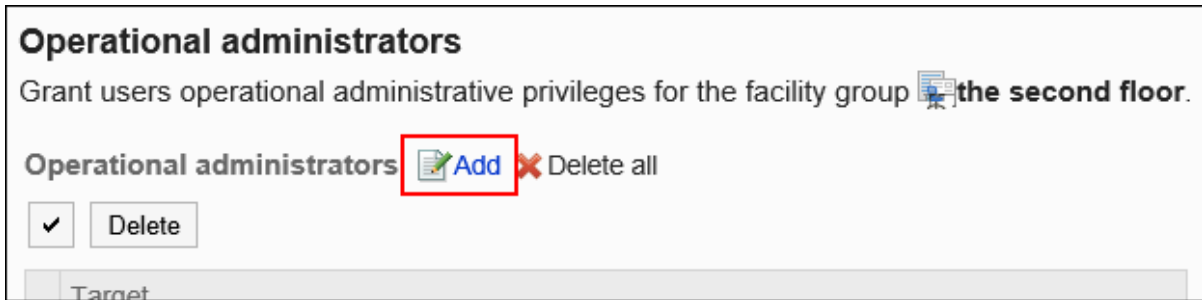 Operational administrators
Grant users operational administrative privileges for the facility group the second floor.
Operational administrators Add Delete all
Delete
Target